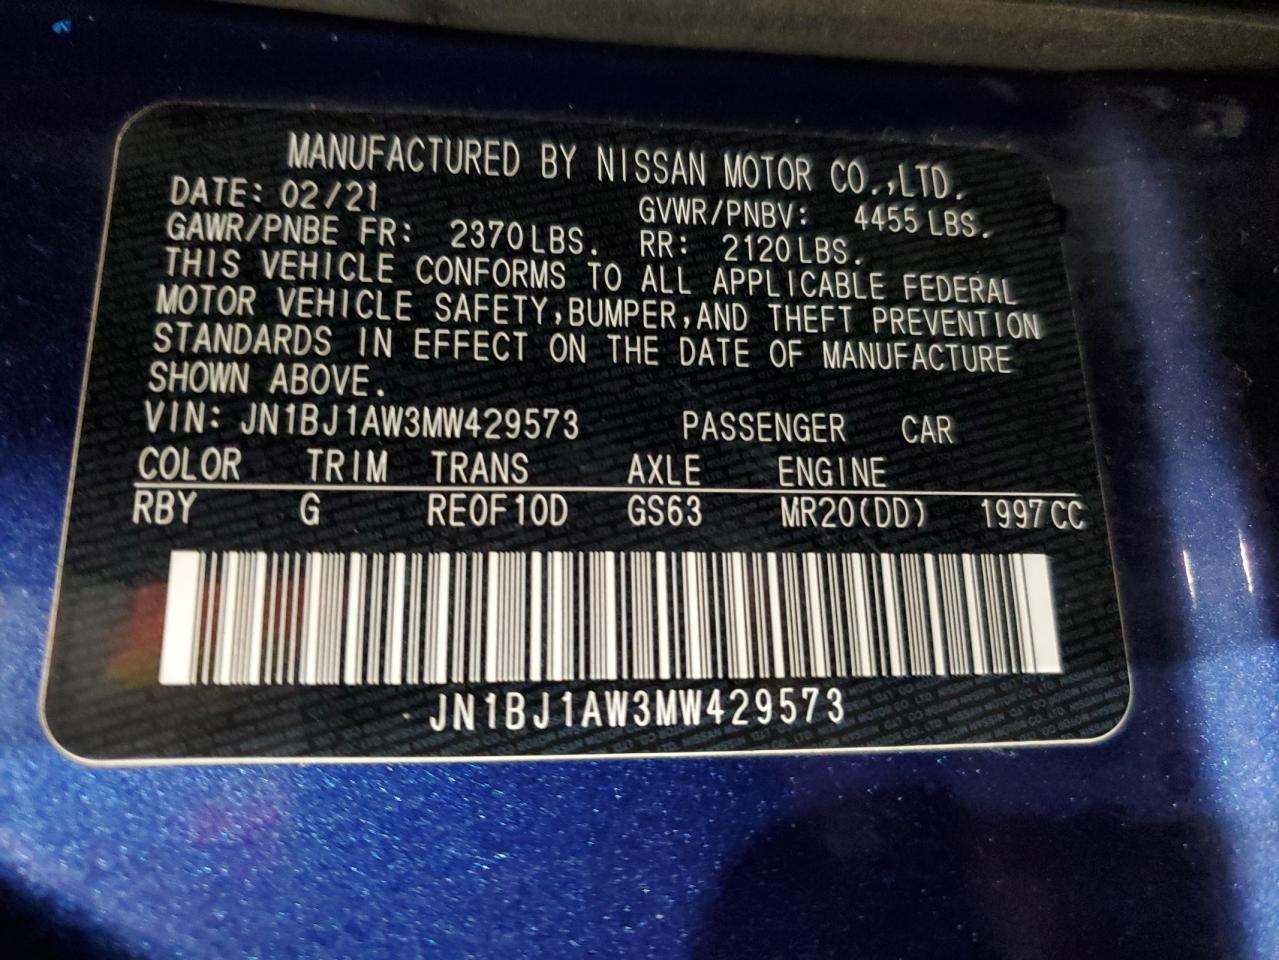 MANUFACTURED BY NISSAN MOTOR CO.,LTD.
DATE: 02/21 GVWR/PNBV: 4455 LBS.
GAWR/PNBE FR: 2370 LBS. RR: 2120 LBS.
THIS VEHICLE CONFORMS TO ALL APPLICABLE FEDERAL
MOTOR VEHICLE SAFETY,BUMPER,AND THEFT PREVENTION
STANDARDS IN EFFECT ON THE DATE OF MANUFACTURE
SHOWN ABOVE.
VIN: JN1BJ1AW3MW429573 PASSENGER CAR
COLOR TRIM TRANS AXLE ENGINE
RBY G RE0F10D GS63 MR20(DD) 1997 CC
JN1BJ1AW3MW429573